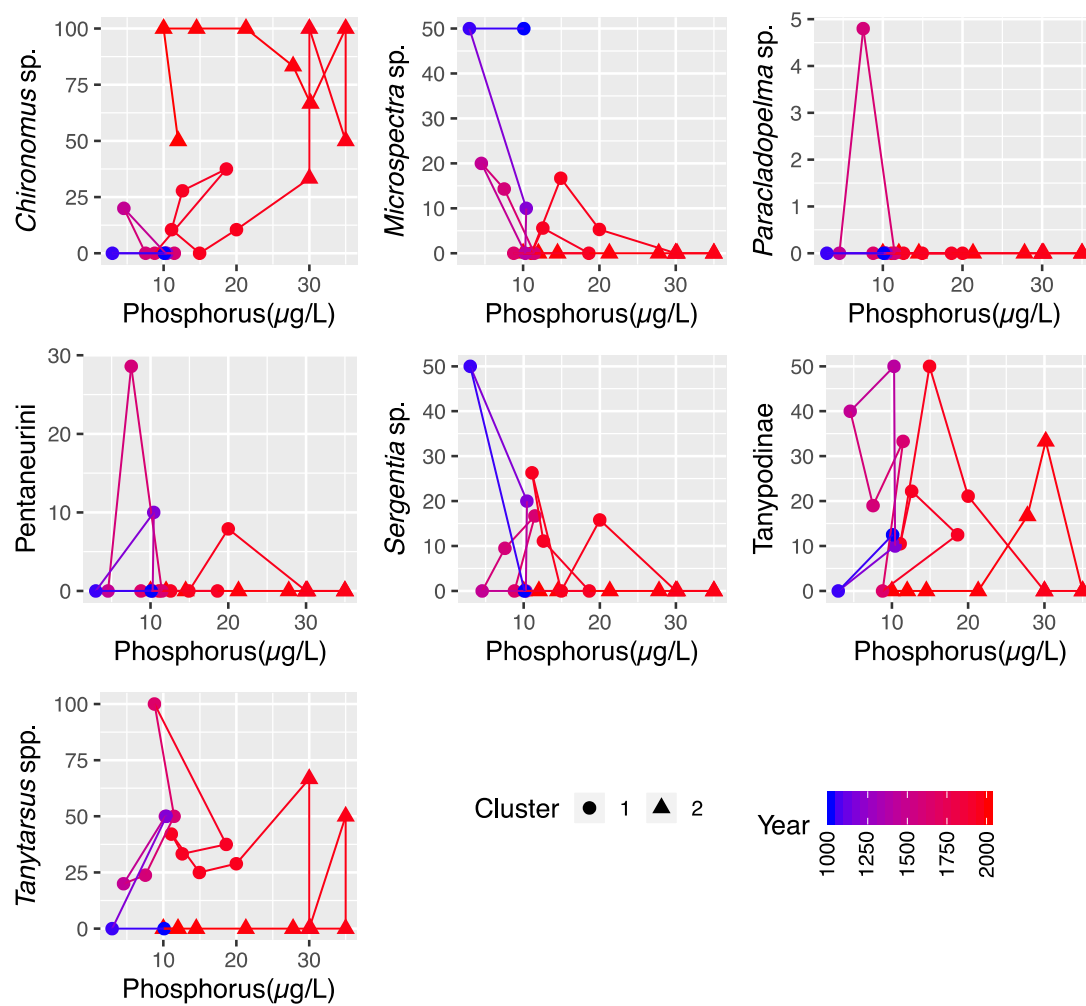 Chironomus sp.
100
75
50
25
0
10 20 30
Phosphorus(µg/L)
Microspectra sp.
50
40
30
20
10
0
10 20 30
Phosphorus(µg/L)
Paracladopelma sp.
5
4
3
2
1
0
10 20 30
Phosphorus(µg/L)
Pentaneurini
30
20
10
0
10 20 30
Phosphorus(µg/L)
Sergentia sp.
50
40
30
20
10
0
10 20 30
Phosphorus(µg/L)
Tanypodinae
50
40
30
20
10
0
10 20 30
Phosphorus(µg/L)
Tanytarsus spp.
100
75
50
25
0
10 20 30
Phosphorus(µg/L)
Cluster 1 2
Year
1000 1250 1500 1750 2000